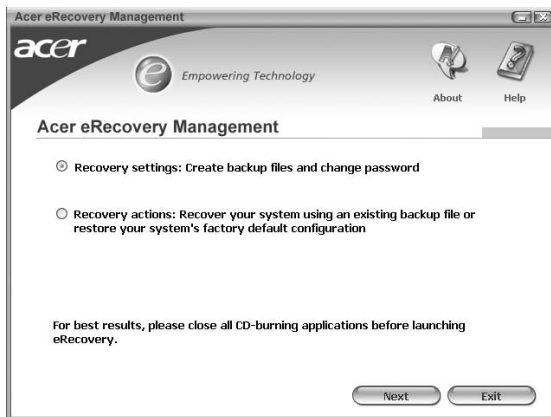 Acer eRecovery Management
acer
e Empowering Technology
About Help
Acer eRecovery Management
Recovery settings: Create backup files and change password
Recovery actions: Recover your system using an existing backup file or
restore your system's factory default configuration
For best results, please close all CD-burning applications before launching
eRecovery.
Next Exit